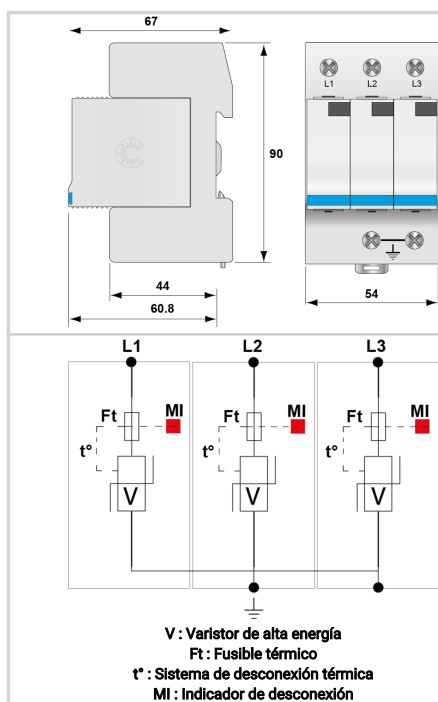 67
L1 L2 L3
90
44
60.8
54
L1 L2 L3
Ft MI Ft MI Ft MI
t° t° t°
V V V
V : Varistor de alta energía
Ft : Fusible térmico
t° : Sistema de desconexión térmica
MI : Indicador de desconexión